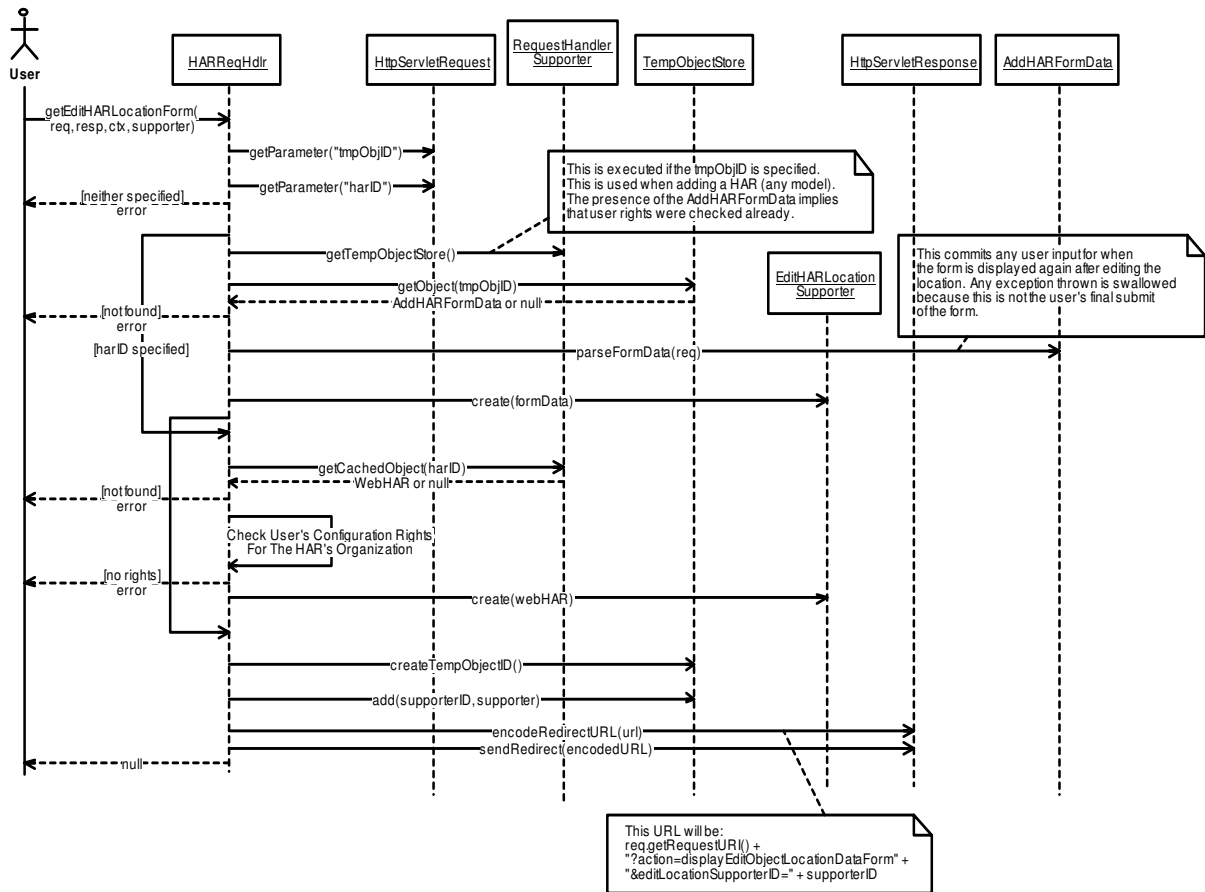 User
HARReqHdlr
HttpServletRequest
RequestHandler
Supporter
TempObjectStore
HttpServletResponse
AddHARFormData
getEditHARLocationForm(
req, resp, ctx, supporter)
getParameter("tmpObjID")
getParameter("harID")
[neither specified]
error
This is executed if the tmpObjID is specified.
This is used when adding a HAR (any model).
The presence of the AddHARFormData implies
that user rights were checked already.
getTempObjectStore()
EditHARLocation
Supporter
This commits any user input for when
the form is displayed again after editing the
location. Any exception thrown is swallowed
because this is not the user's final submit
of the form.
getObject(tmpObjID)
AddHARFormData or null
[not found]
error
[harID specified]
parseFormData(req)
create(formData)
getCachedObject(harID)
WebHAR or null
[not found]
error
Check User's Configuration Rights
For The HAR's Organization
[no rights]
error
create(webHAR)
createTempObjectID()
add(supporterID, supporter)
encodeRedirectURL(url)
sendRedirect(encodedURL)
null
This URL will be:
req.getRequestURI() +
"?action=displayEditObjectLocationDataForm" +
"&editLocationSupporterID=" + supporterID